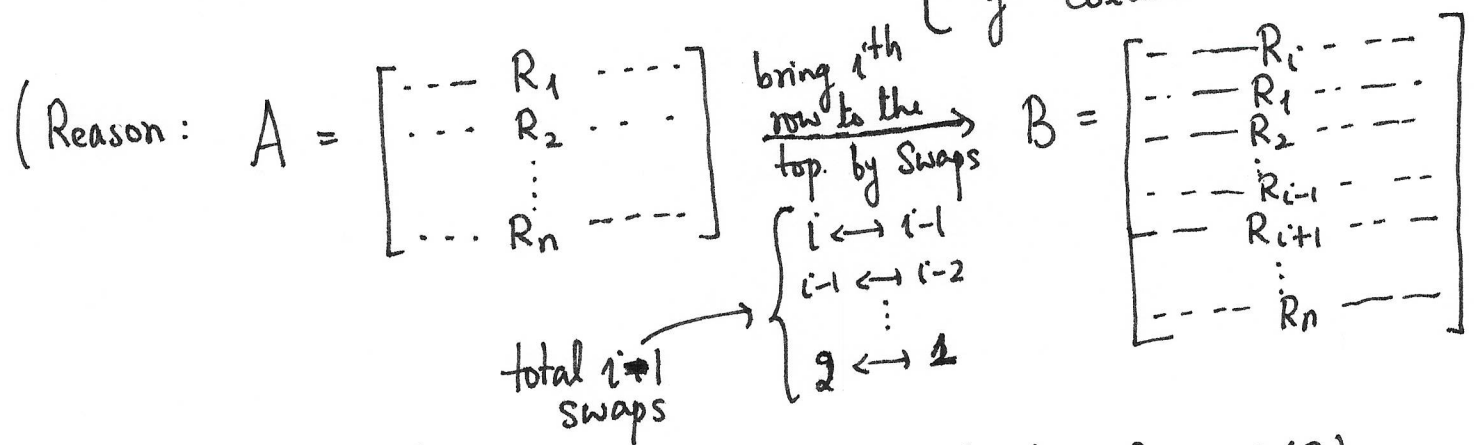 (Reason: A = [ ---- R₁ ----
--- R₂ ---
⋮
... Rₙ ---- ]
bring iᵗʰ
row to the
top. by Swaps
→
B = [ - — Rᵢ - - --
-- — R₁ -- --
- — R₂ -- --
⋮
- - - — Rᵢ₋₁ - --
-- — Rᵢ₊₁ -- -
⋮
---- Rₙ — — ]
total i-1
swaps
{ i ↔ i-1
i-1 ↔ i-2
⋮
2 ↔ 1